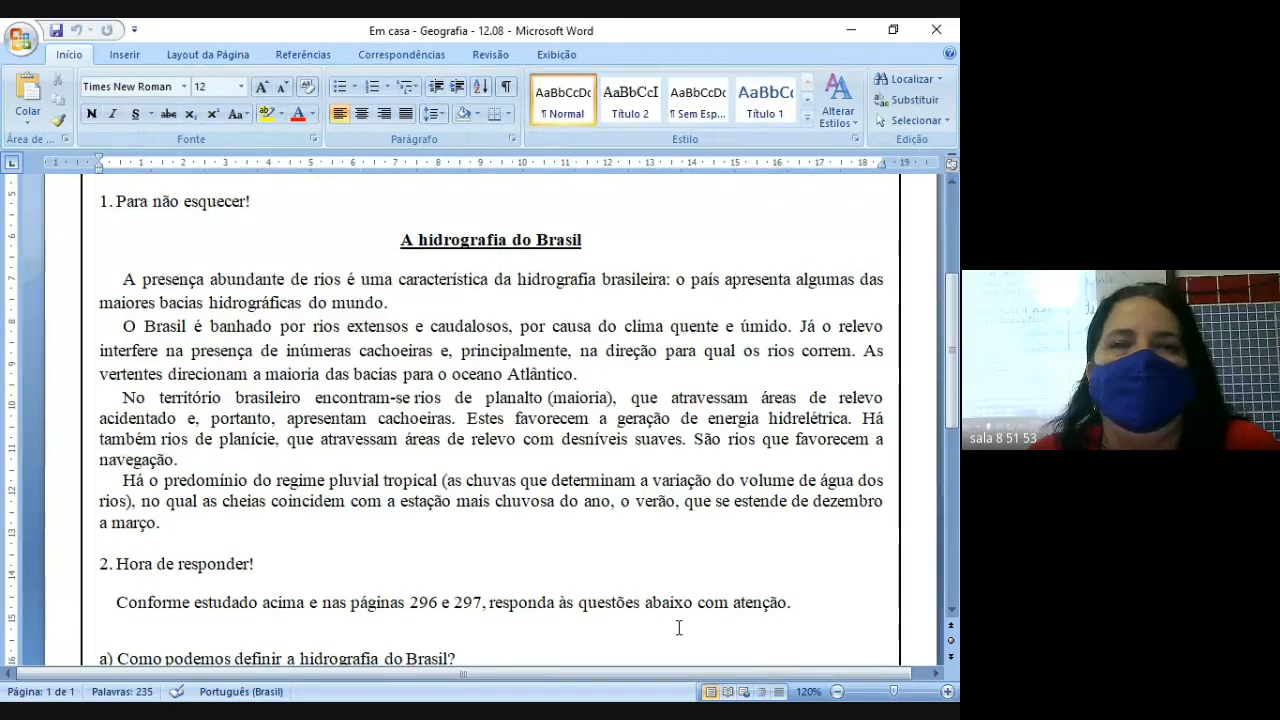 Em casa - Geografia - 12.08 - Microsoft Word
Início Inserir Layout da Página Referências Correspondências Revisão Exibição
Times New Roman 12
Colar
AaBbCcDc AaBbCcI AaBbCcDc AaBbCc
¶ Normal Título 2 ¶ Sem Esp... Título 1
Alterar Estilos
Localizar
Substituir
Selecionar
Área de... Fonte Parágrafo Estilo Edição
1. Para não esquecer!
A hidrografia do Brasil
A presença abundante de rios é uma característica da hidrografia brasileira: o país apresenta algumas das
maiores bacias hidrográficas do mundo.
O Brasil é banhado por rios extensos e caudalosos, por causa do clima quente e úmido. Já o relevo
interfere na presença de inúmeras cachoeiras e, principalmente, na direção para qual os rios correm. As
vertentes direcionam a maioria das bacias para o oceano Atlântico.
No território brasileiro encontram-se rios de planalto (maioria), que atravessam áreas de relevo
acidentado e, portanto, apresentam cachoeiras. Estes favorecem a geração de energia hidrelétrica. Há
também rios de planície, que atravessam áreas de relevo com desníveis suaves. São rios que favorecem a
navegação.
Há o predomínio do regime pluvial tropical (as chuvas que determinam a variação do volume de água dos
rios), no qual as cheias coincidem com a estação mais chuvosa do ano, o verão, que se estende de dezembro
a março.
2. Hora de responder!
Conforme estudado acima e nas páginas 296 e 297, responda às questões abaixo com atenção.
a) Como podemos definir a hidrografia do Brasil?
Página: 1 de 1 Palavras: 235 Português (Brasil) 120%
sala 8 51 53